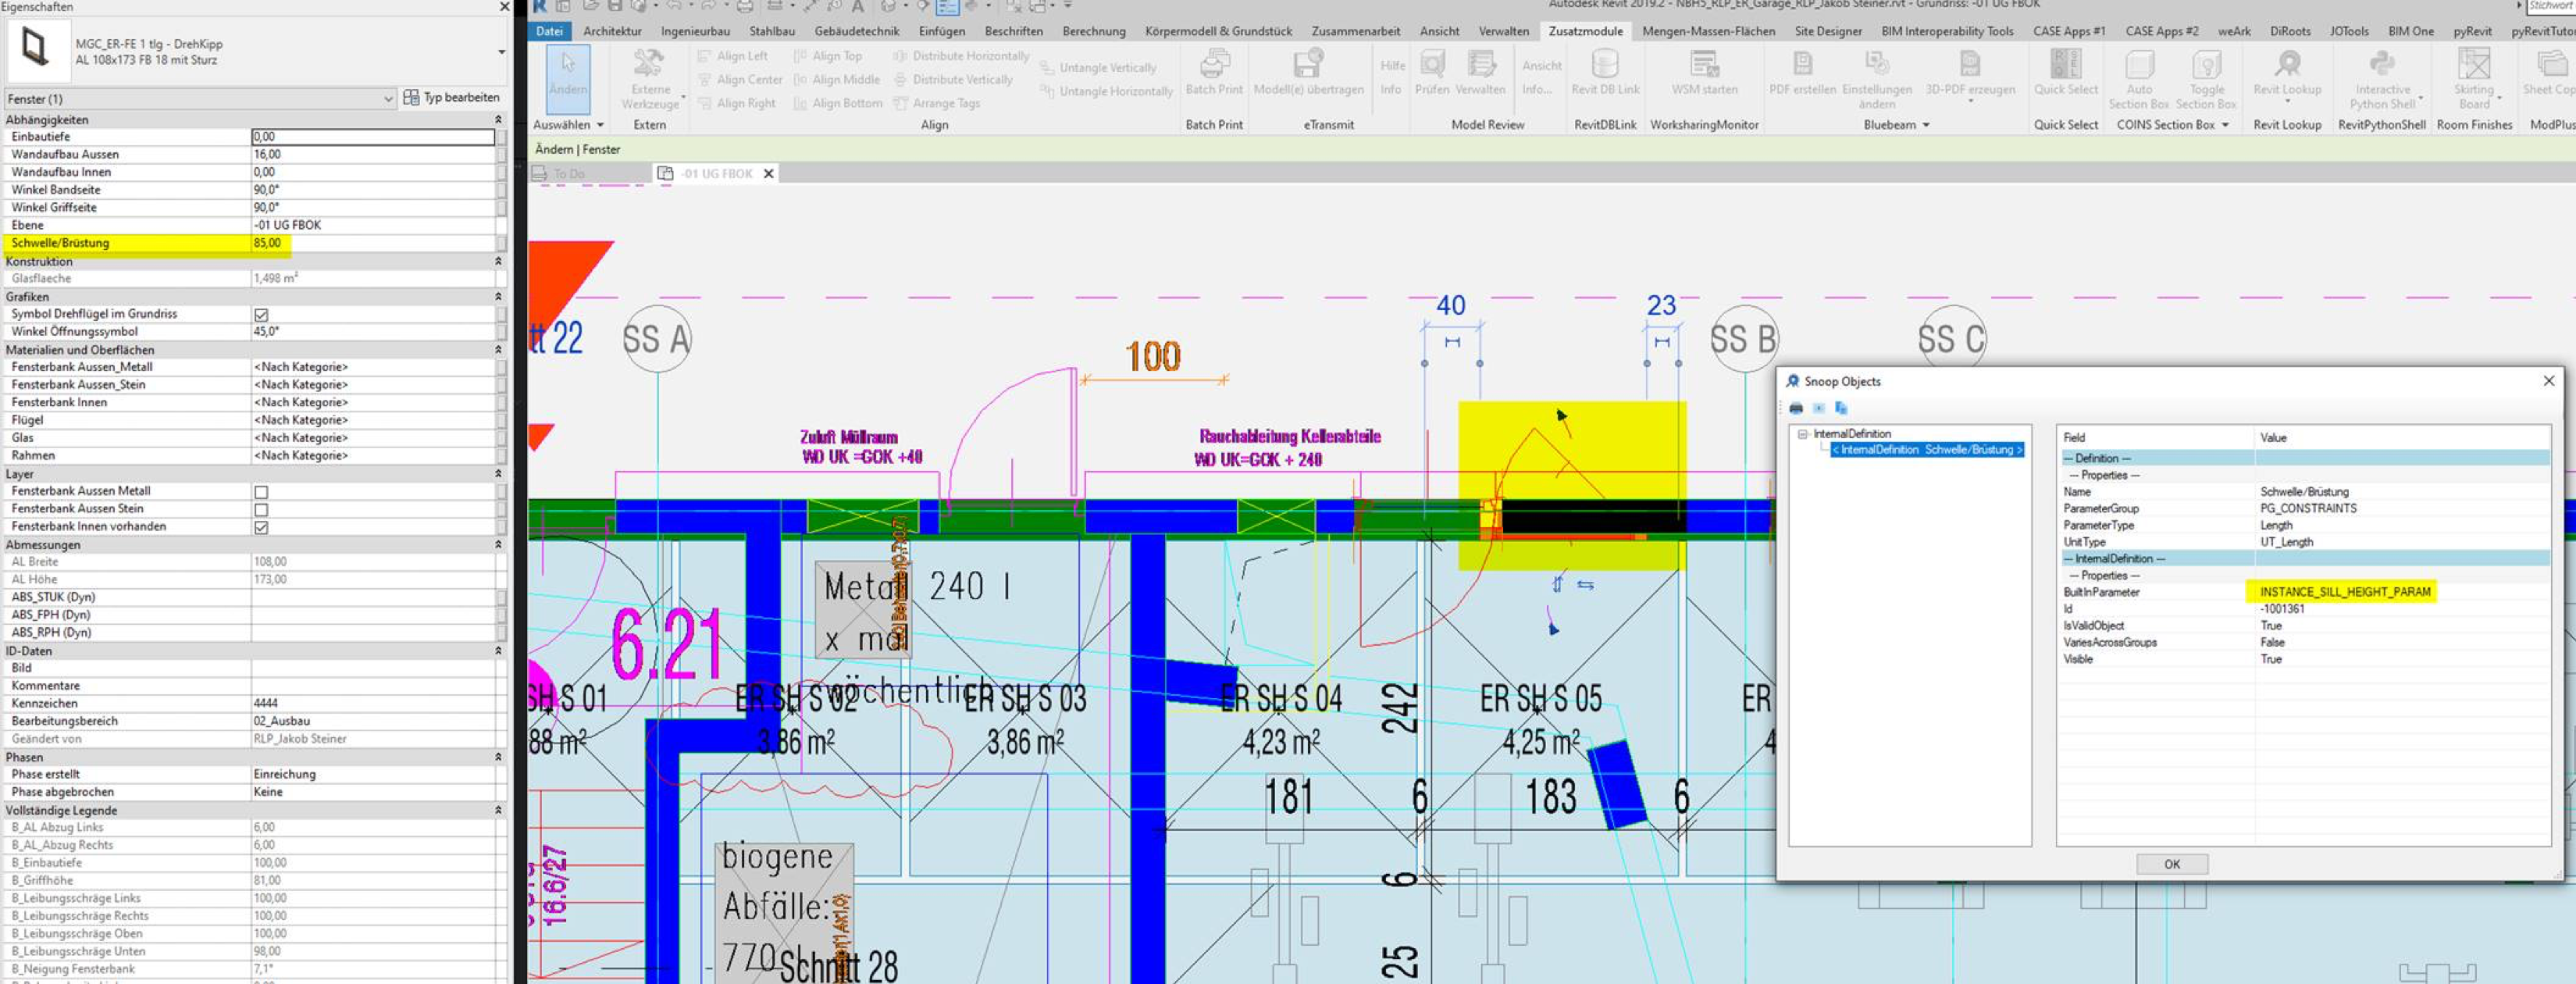 Eigenschaften
MGC_ER-FE 1 tlg - DrehKipp
AL 108x173 FB 18 mit Sturz
Fenster (1)
Typ bearbeiten
Abhängigkeiten
Einbautiefe 0,00
Wandaufbau Aussen 16,00
Wandaufbau Innen 0,00
Winkel Bandseite 90,0°
Winkel Griffseite 90,0°
Ebene -01 UG FBOK
Schwelle/Brüstung 85,00
Konstruktion
Glasflaeche 1,498 m²
Grafiken
Symbol Drehflügel im Grundriss
Winkel Öffnungssymbol 45,0°
Materialien und Oberflächen
Fensterbank Aussen_Metall <Nach Kategorie>
Fensterbank Aussen_Stein <Nach Kategorie>
Fensterbank Innen <Nach Kategorie>
Flügel <Nach Kategorie>
Glas <Nach Kategorie>
Rahmen <Nach Kategorie>
Layer
Fensterbank Aussen Metall
Fensterbank Aussen Stein
Fensterbank Innen vorhanden
Abmessungen
AL Breite 108,00
AL Höhe 173,00
ABS_STUK (Dyn)
ABS_FPH (Dyn)
ABS_RPH (Dyn)
ID-Daten
Bild
Kommentare
Kennzeichen 4444
Bearbeitungsbereich 02_Ausbau
Geändert von RLP_Jakob Steiner
Phasen
Phase erstellt Einreichung
Phase abgebrochen Keine
Vollständige Legende
B_AL Abzug Links 6,00
B_AL_Abzug Rechts 6,00
B_Einbautiefe 100,00
B_Griffhöhe 81,00
B_Leibungsschräge Links 100,00
B_Leibungsschräge Rechts 100,00
B_Leibungsschräge Oben 100,00
B_Leibungsschräge Unten 98,00
B_Neigung Fensterbank 7,1°
Autodesk Revit 2019.2 - NBH5_RLP_ER_Garage_RLP_Jakob Steiner.rvt - Grundriss: -01 UG FBOK
Stichwort
Datei Architektur Ingenieurbau Stahlbau Gebäudetechnik Einfügen Beschriften Berechnung Körpermodell & Grundstück Zusammenarbeit Ansicht Verwalten Zusatzmodule Mengen-Massen-Flächen Site Designer BIM Interoperability Tools CASE Apps #1 CASE Apps #2 weArk DiRoots JOTools BIM One pyRevit pyRevitTutor
Ändern
Externe Werkzeuge
Align Left Align Top Distribute Horizontally
Align Center Align Middle Distribute Vertically
Align Right Align Bottom Arrange Tags
Untangle Vertically
Untangle Horizontally
Batch Print
Modell(e) übertragen
Hilfe
Info
Prüfen Verwalten
Ansicht
Info...
Revit DB Link
WSM starten
PDF erstellen
Einstellungen ändern
3D-PDF erzeugen
Quick Select
Auto Section Box
Toggle Section Box
Revit Lookup
Interactive Python Shell
Skirting Board
Sheet Cop
Auswählen Extern Align Batch Print eTransmit Model Review RevitDBLink WorksharingMonitor Bluebeam Quick Select COINS Section Box Revit Lookup RevitPythonShell Room Finishes ModPlus
Ändern | Fenster
To Do
-01 UG FBOK
tt 22
SS A
100
40
23
SS B
SS C
Zuluft Müllraum
WD UK =GOK +40
Rauchableitung Kellerabteile
WD UK=GOK + 240
Metall 240 l
x mal
wöchentlich
6.21
SH S 01
88 m²
ER SH S 02
3,86 m²
ER SH S 03
3,86 m²
ER SH S 04
4,23 m²
242
ER SH S 05
4,25 m²
ER
4
181
6
183
6
16.6/27
biogene
Abfälle:
770
Schnitt 28
6
25
Snoop Objects
InternalDefinition
< InternalDefinition Schwelle/Brüstung >
Field Value
--- Definition ---
--- Properties ---
Name Schwelle/Brüstung
ParameterGroup PG_CONSTRAINTS
ParameterType Length
UnitType UT_Length
--- InternalDefinition ---
--- Properties ---
BuiltInParameter INSTANCE_SILL_HEIGHT_PARAM
Id -1001361
IsValidObject True
VariesAcrossGroups False
Visible True
OK